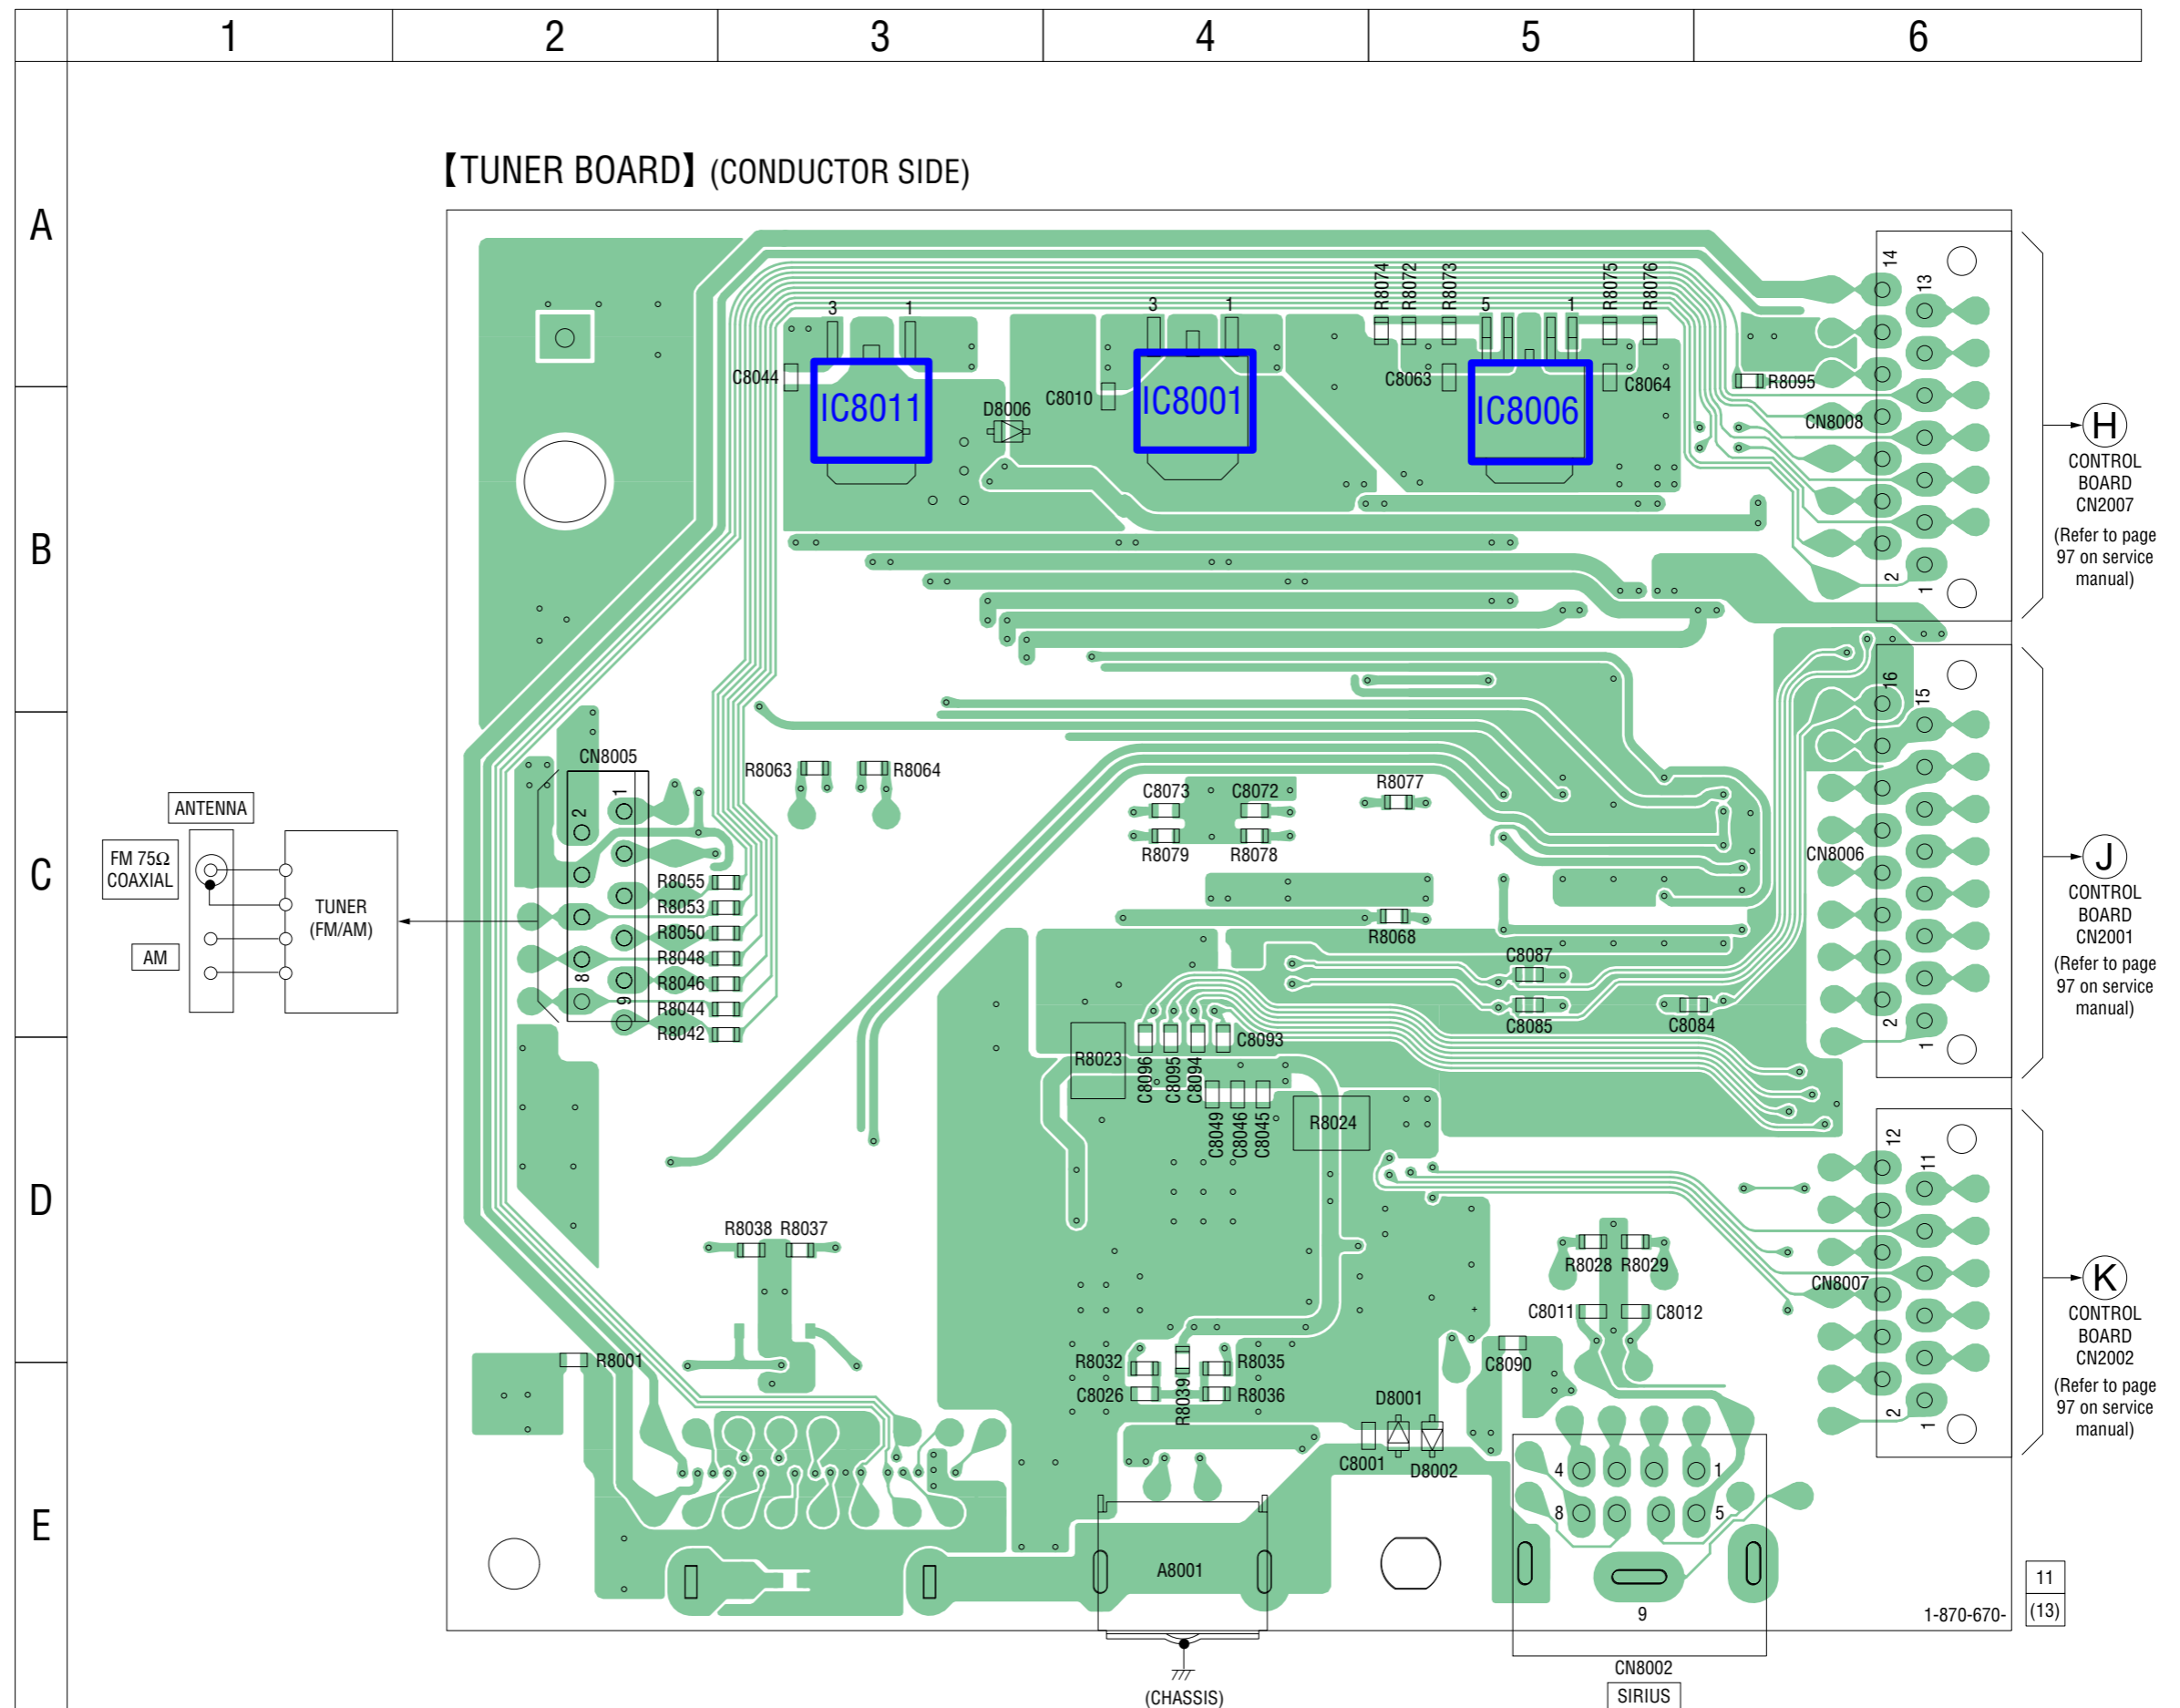 1 2 3 4 5 6
A
B
C
D
E
【TUNER BOARD】 (CONDUCTOR SIDE)
R8074
R8072
R8073
R8075
R8076
3 1
3 1
5 1
14
13
C8044
IC8011
D8006
C8010
IC8001
C8063
IC8006
C8064
R8095
CN8008
2
1
H
CONTROL
BOARD
CN2007
(Refer to page
97 on service
manual)
16
15
CN8005
1
2
8
9
R8063
R8064
C8073
C8072
R8077
R8079
R8078
CN8006
ANTENNA
FM 75Ω
COAXIAL
AM
TUNER
(FM/AM)
R8055
R8053
R8050
R8048
R8046
R8044
R8042
R8068
C8087
C8085
C8084
2
1
J
CONTROL
BOARD
CN2001
(Refer to page
97 on service
manual)
R8023
C8096
C8095
C8094
C8093
C8049
C8046
C8045
R8024
12
11
R8038
R8037
R8028
R8029
CN8007
C8011
C8012
2
1
K
CONTROL
BOARD
CN2002
(Refer to page
97 on service
manual)
R8001
R8032
R8035
C8090
C8026
R8039
R8036
D8001
C8001
D8002
4 1
8 5
A8001
9
1-870-670-
11
(13)
(CHASSIS)
CN8002
SIRIUS